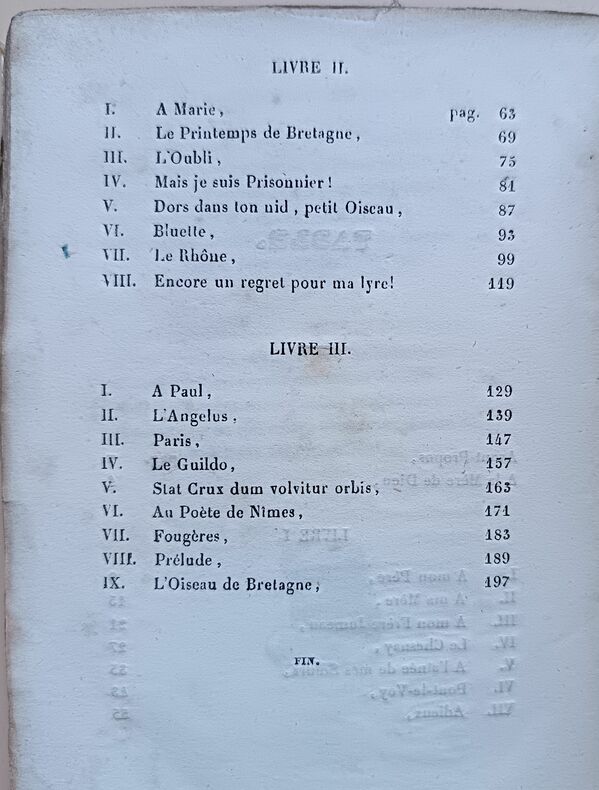 LIVRE II.
I. A Marie, pag. 63
II. Le Printemps de Bretagne, 69
III. L'Oubli, 75
IV. Mais je suis Prisonnier! 81
V. Dors dans ton nid, petit Oiseau, 87
VI. Bluette, 93
VII. Le Rhône, 99
VIII. Encore un regret pour ma lyre! 119
LIVRE III.
I. A Paul, 129
II. L'Angelus, 139
III. Paris, 147
IV. Le Guildo, 157
V. Stat Crux dum volvitur orbis, 163
VI. Au Poète de Nîmes, 171
VII. Fougères, 183
VIII. Prélude, 189
IX. L'Oiseau de Bretagne, 197
FIN.